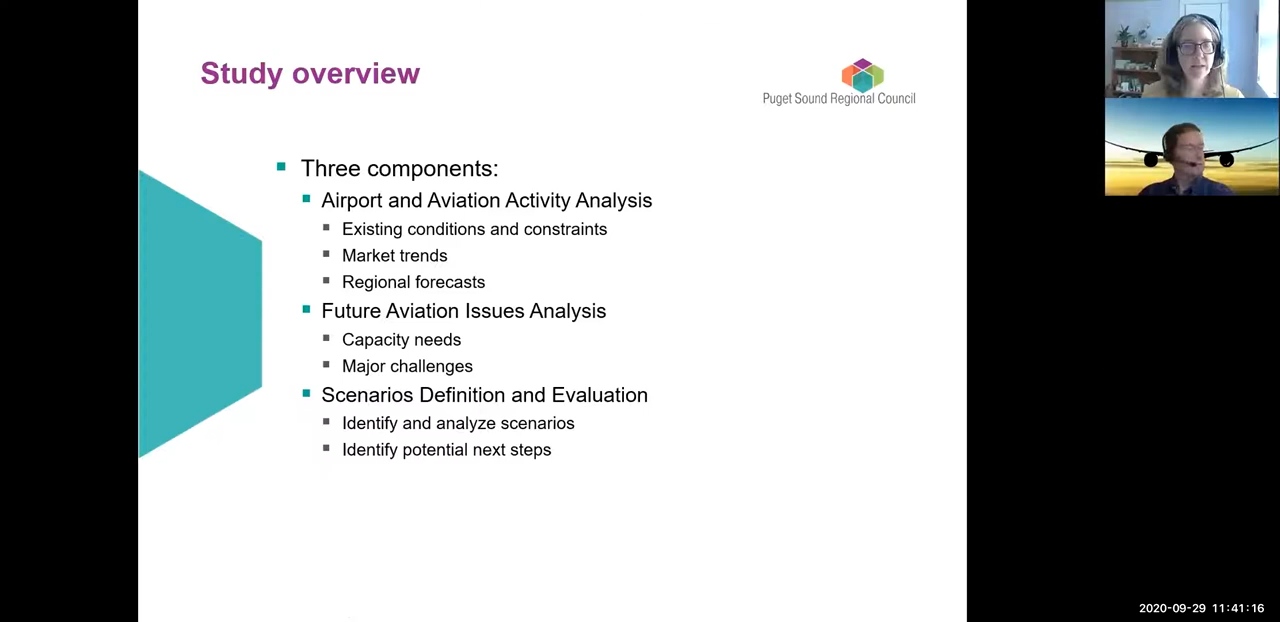 Study overview
Puget Sound Regional Council
Three components:
Airport and Aviation Activity Analysis
Existing conditions and constraints
Market trends
Regional forecasts
Future Aviation Issues Analysis
Capacity needs
Major challenges
Scenarios Definition and Evaluation
Identify and analyze scenarios
Identify potential next steps
2020-09-29 11:41:16